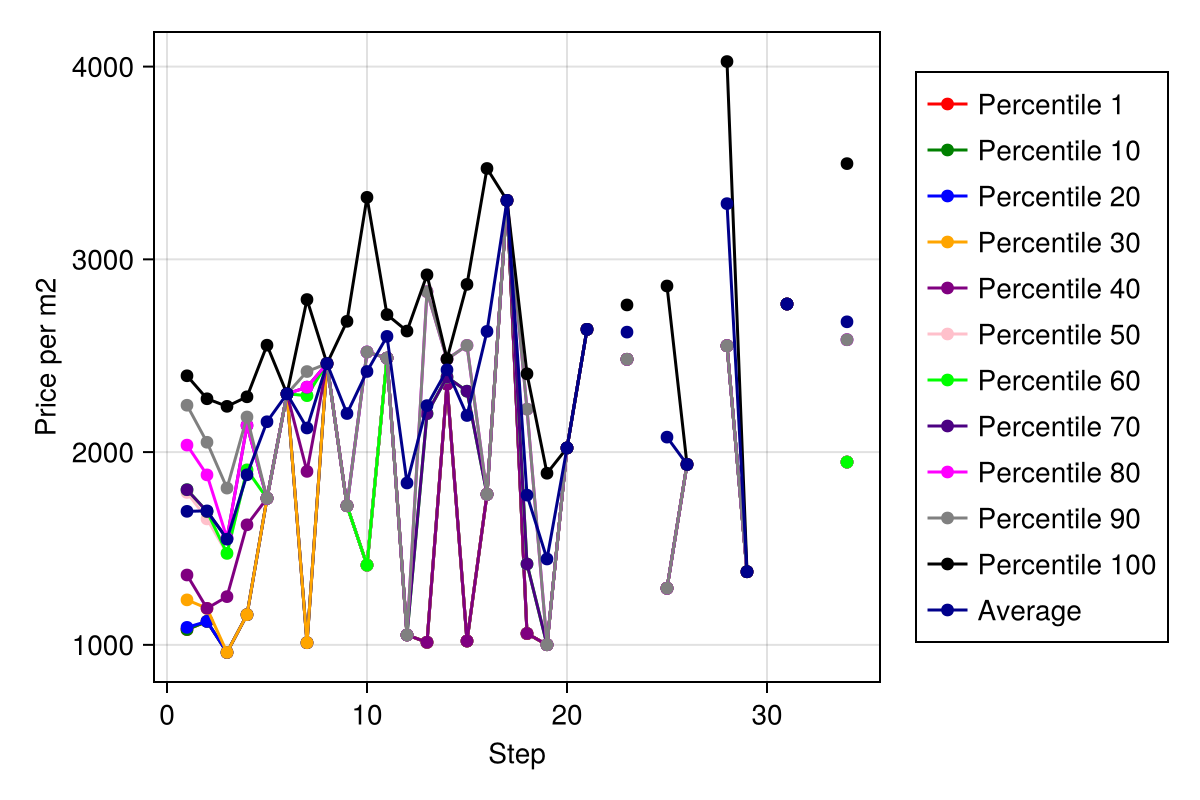 4000
3000
2000
1000
Price per m2
0
10
20
30
Step
Percentile 1
Percentile 10
Percentile 20
Percentile 30
Percentile 40
Percentile 50
Percentile 60
Percentile 70
Percentile 80
Percentile 90
Percentile 100
Average